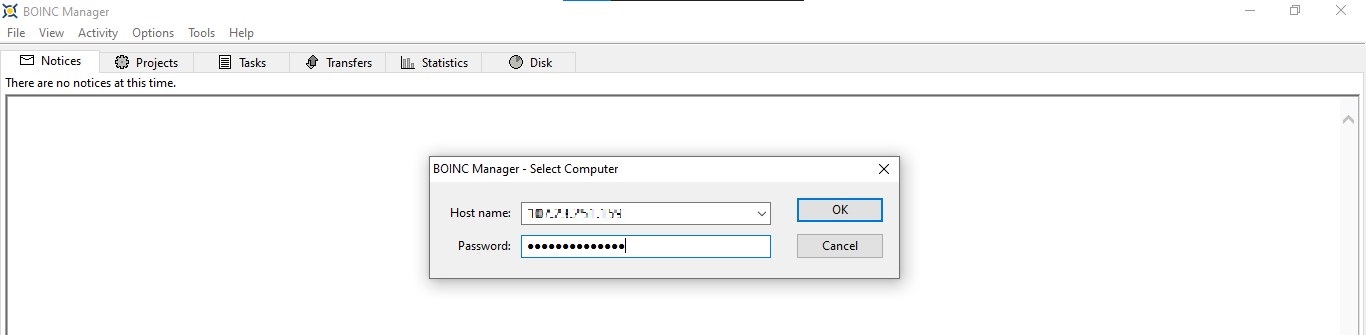 BOINC Manager
File View Activity Options Tools Help
Notices Projects Tasks Transfers Statistics Disk
There are no notices at this time.
BOINC Manager - Select Computer
Host name: OK
Password: ●●●●●●●●●●●●●● Cancel